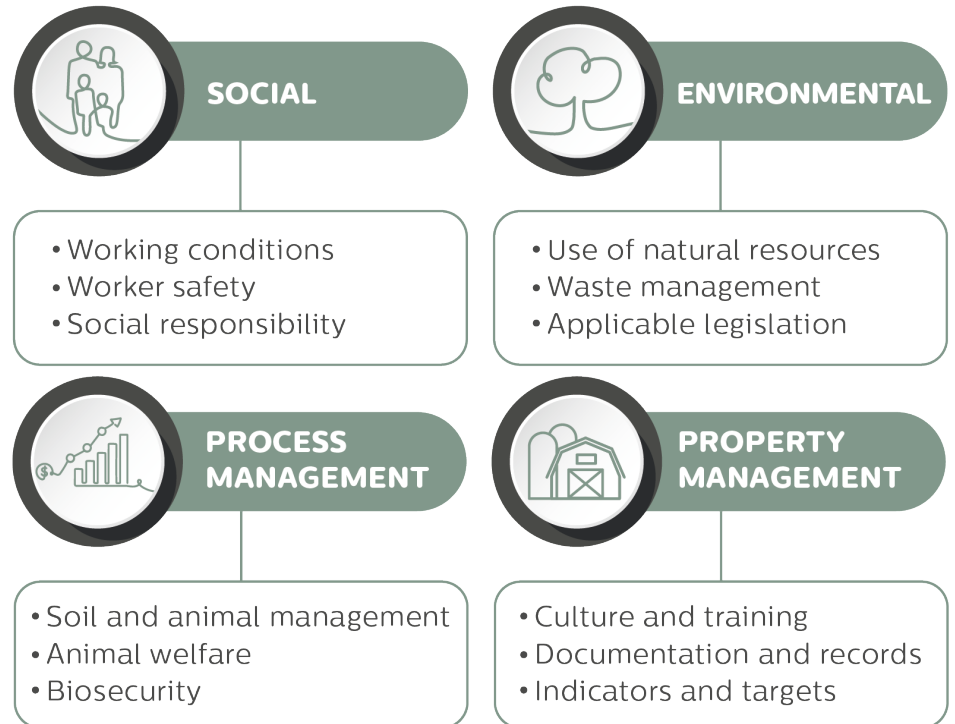 SOCIAL
• Working conditions
• Worker safety
• Social responsibility
ENVIRONMENTAL
• Use of natural resources
• Waste management
• Applicable legislation
$
PROCESS
MANAGEMENT
• Soil and animal management
• Animal welfare
• Biosecurity
PROPERTY
MANAGEMENT
• Culture and training
• Documentation and records
• Indicators and targets